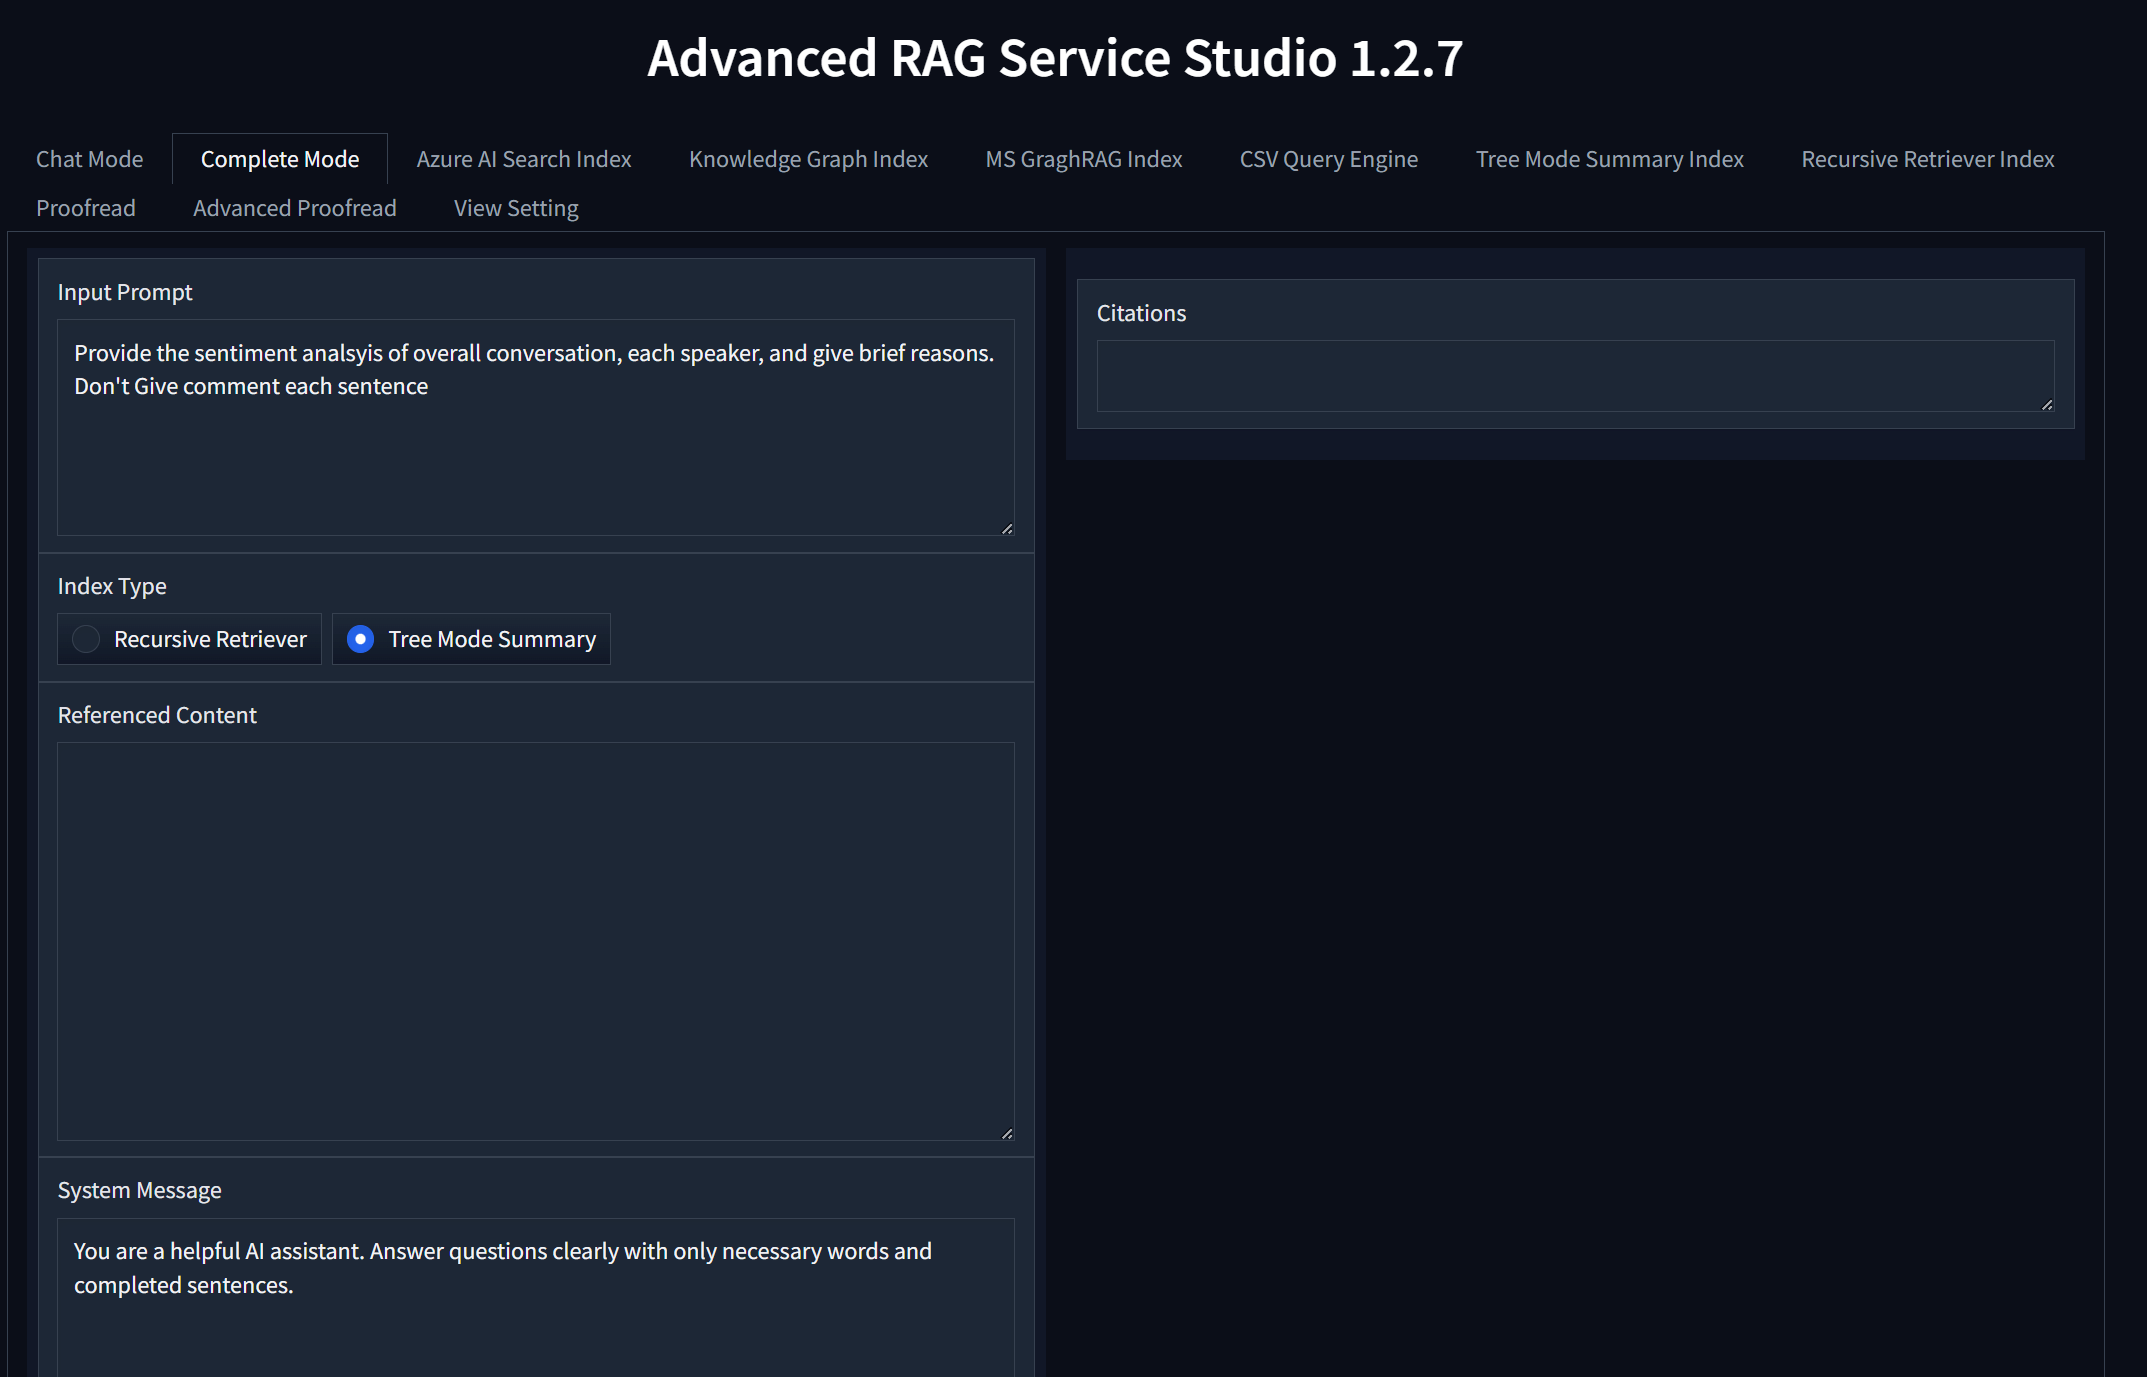 Advanced RAG Service Studio 1.2.7
Chat Mode
Complete Mode
Azure AI Search Index
Knowledge Graph Index
MS GraghRAG Index
CSV Query Engine
Tree Mode Summary Index
Recursive Retriever Index
Proofread
Advanced Proofread
View Setting
Input Prompt
Provide the sentiment analsyis of overall conversation, each speaker, and give brief reasons.
Don't Give comment each sentence
Index Type
Recursive Retriever
Tree Mode Summary
Referenced Content
System Message
You are a helpful AI assistant. Answer questions clearly with only necessary words and
completed sentences.
Citations